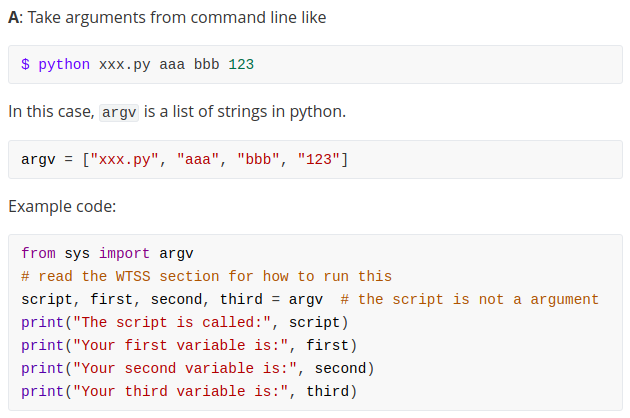 A: Take arguments from command line like
$ python xxx.py aaa bbb 123
In this case, argv is a list of strings in python.
argv = ["xxx.py", "aaa", "bbb", "123"]
Example code:
from sys import argv
# read the WTSS section for how to run this
script, first, second, third = argv  # the script is not a argument
print("The script is called:", script)
print("Your first variable is:", first)
print("Your second variable is:", second)
print("Your third variable is:", third)